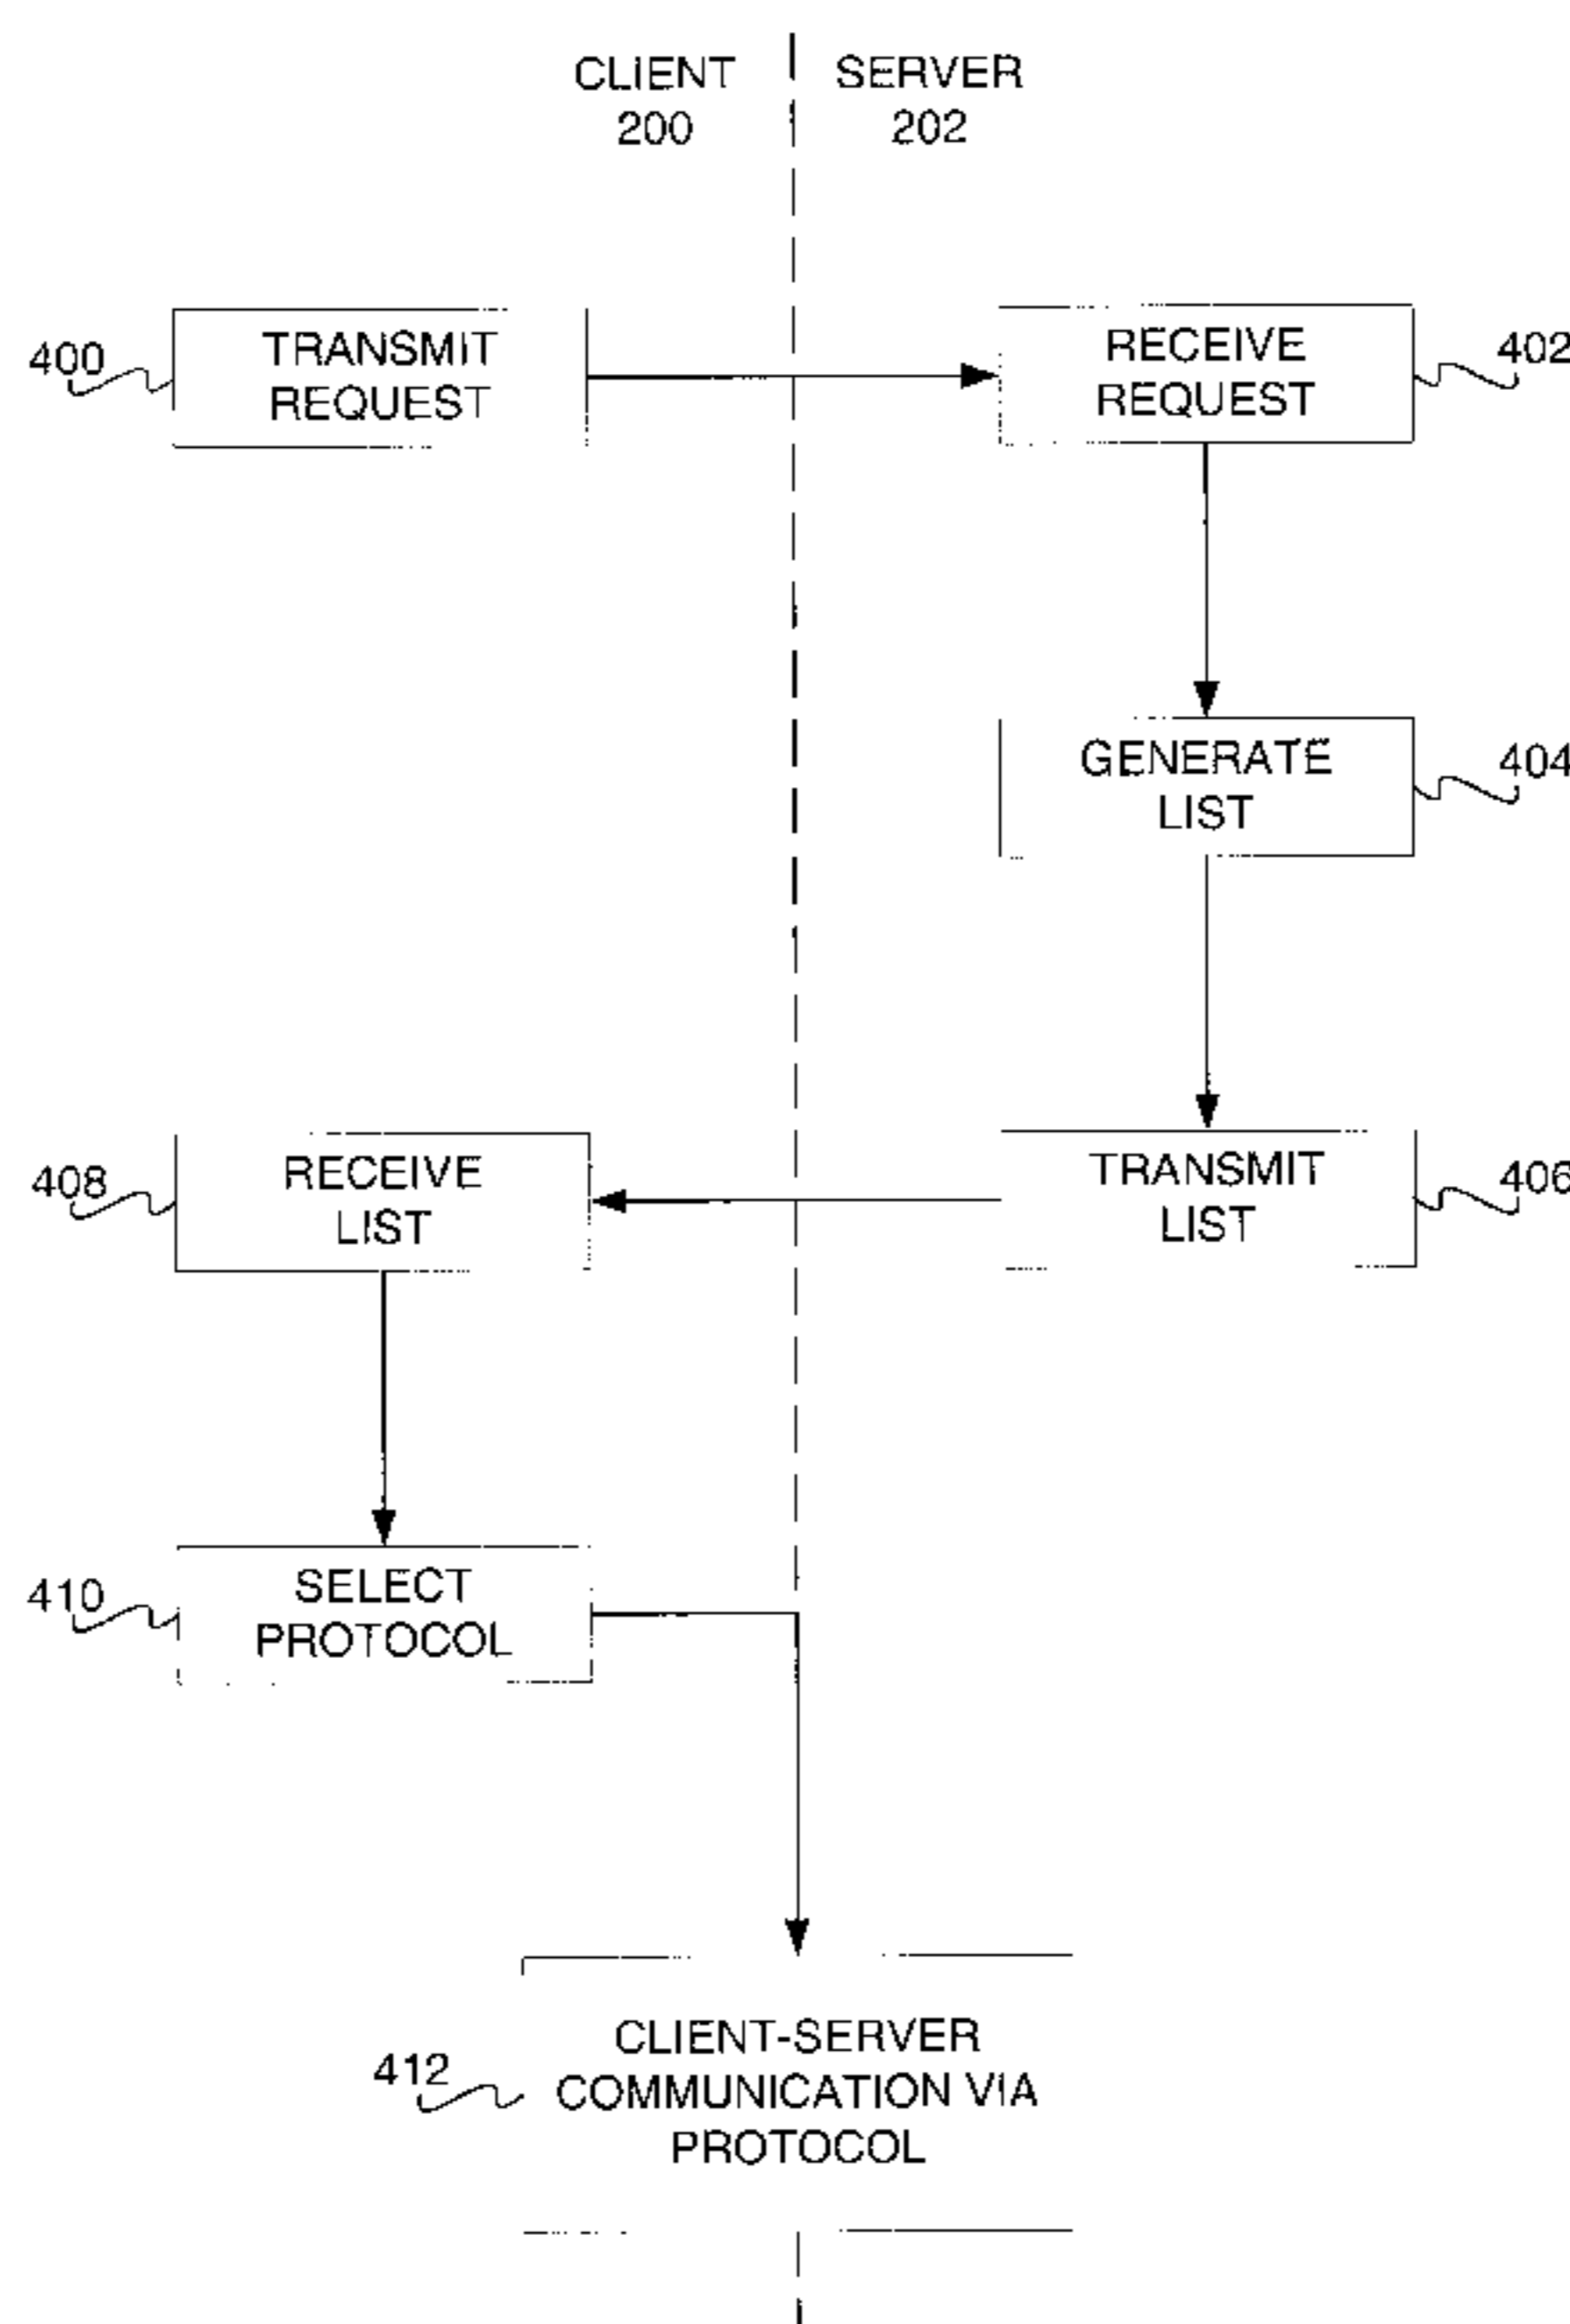 CLIENT
200
SERVER
202
400
TRANSMIT
REQUEST
RECEIVE
REQUEST
402
GENERATE
LIST
404
408
RECEIVE
LIST
TRANSMIT
LIST
406
410
SELECT
PROTOCOL
412
CLIENT-SERVER
COMMUNICATION VIA
PROTOCOL